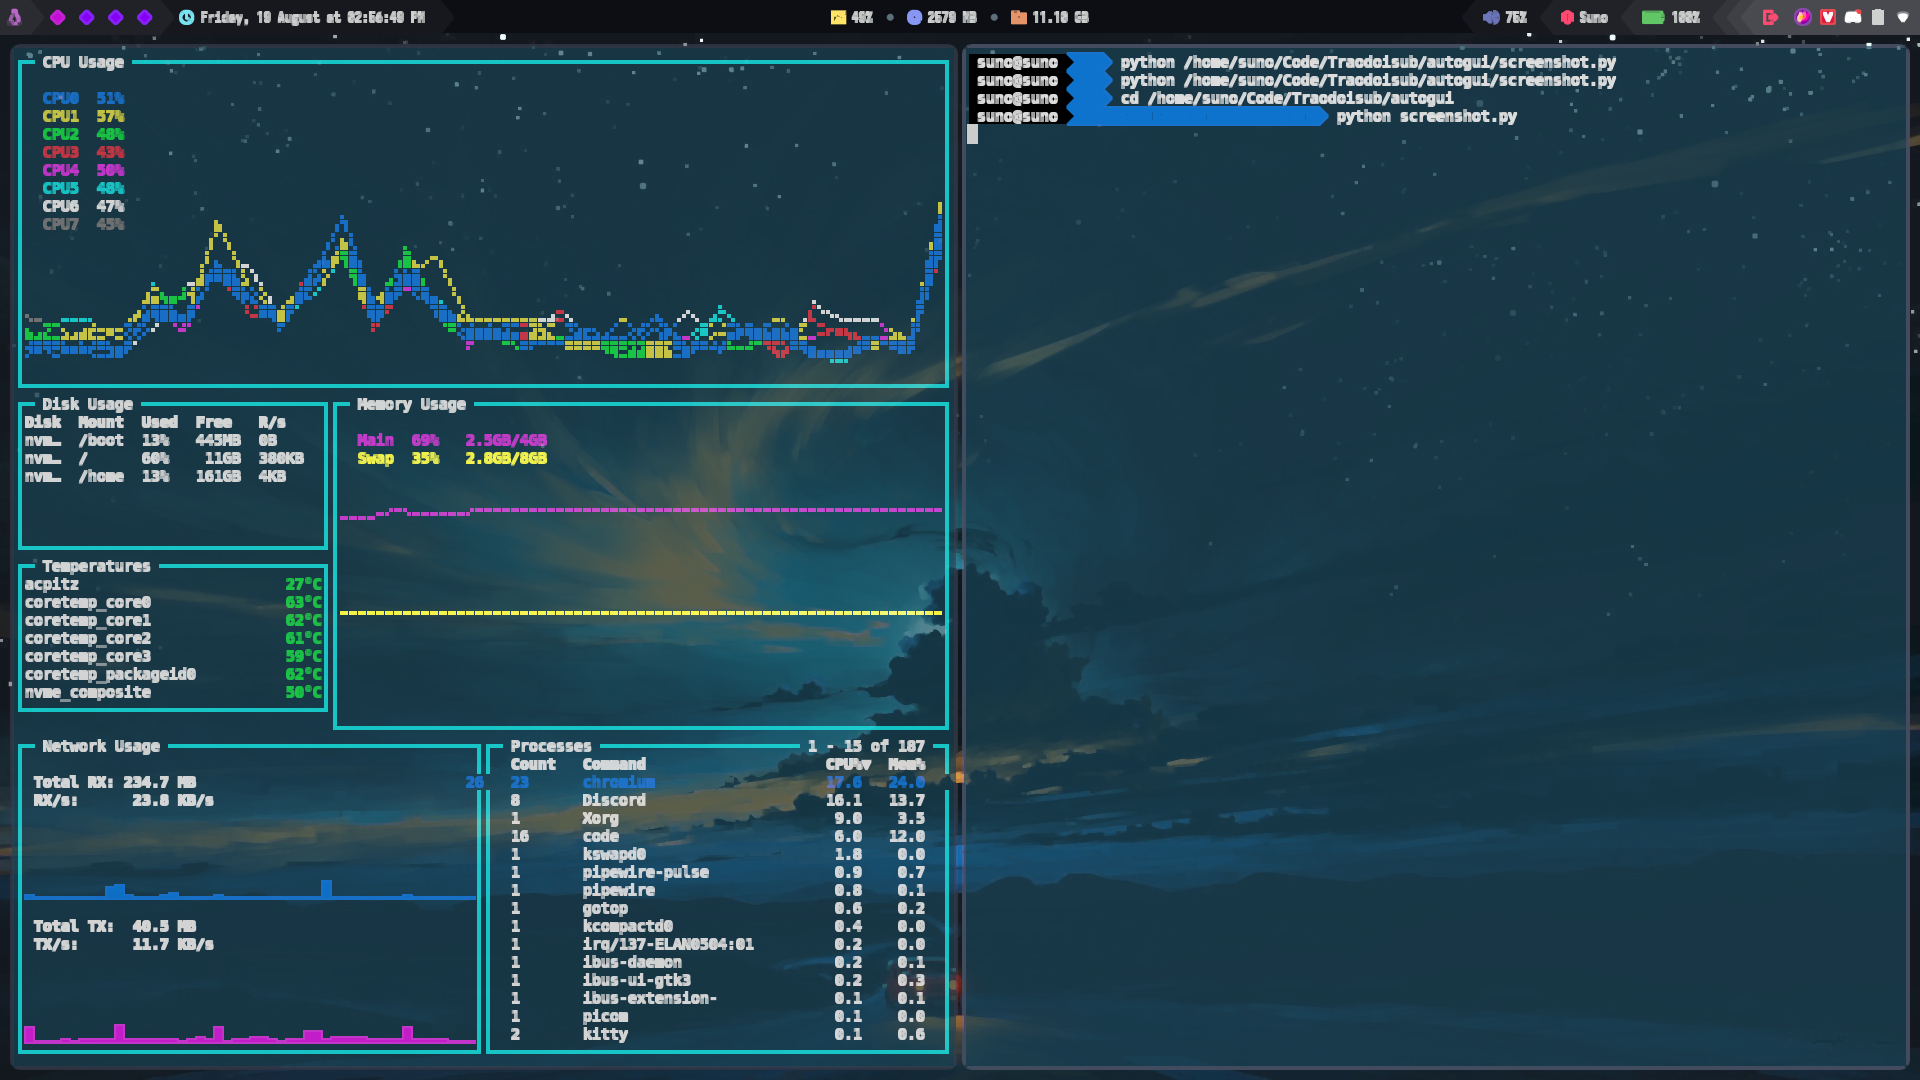 Friday, 19 August at 02:56:49 PM
48%
2579 MB
11.10 GB
76%
Suno
100%
CPU Usage
CPU0 51%
CPU1 57%
CPU2 48%
CPU3 43%
CPU4 50%
CPU5 48%
CPU6 47%
CPU7 45%
Disk Usage
Disk Mount Used Free R/s
nvm… /boot 13% 445MB 0B
nvm… / 60% 11GB 380KB
nvm… /home 13% 161GB 4KB
Memory Usage
Main 69% 2.5GB/4GB
Swap 35% 2.8GB/8GB
Temperatures
acpitz 27°C
coretemp_core0 63°C
coretemp_core1 62°C
coretemp_core2 61°C
coretemp_core3 59°C
coretemp_packageid0 62°C
nvme_composite 50°C
Network Usage
Total RX: 234.7 MB
RX/s: 23.8 KB/s
Total TX: 40.5 MB
TX/s: 11.7 KB/s
Processes 1 - 15 of 187
Count Command CPU%▼ Mem%
26 23 chromium 17.6 24.0
8 Discord 16.1 13.7
1 Xorg 9.0 3.5
16 code 6.0 12.0
1 kswapd0 1.8 0.0
1 pipewire-pulse 0.9 0.7
1 pipewire 0.8 0.1
1 gotop 0.6 0.2
1 kcompactd0 0.4 0.0
1 irq/137-ELAN0504:01 0.2 0.0
1 ibus-daemon 0.2 0.1
1 ibus-ui-gtk3 0.2 0.3
1 ibus-extension- 0.1 0.1
1 picom 0.1 0.0
2 kitty 0.1 0.6
suno@suno python /home/suno/Code/Traodoisub/autogui/screenshot.py
suno@suno python /home/suno/Code/Traodoisub/autogui/screenshot.py
suno@suno cd /home/suno/Code/Traodoisub/autogui
suno@suno python screenshot.py